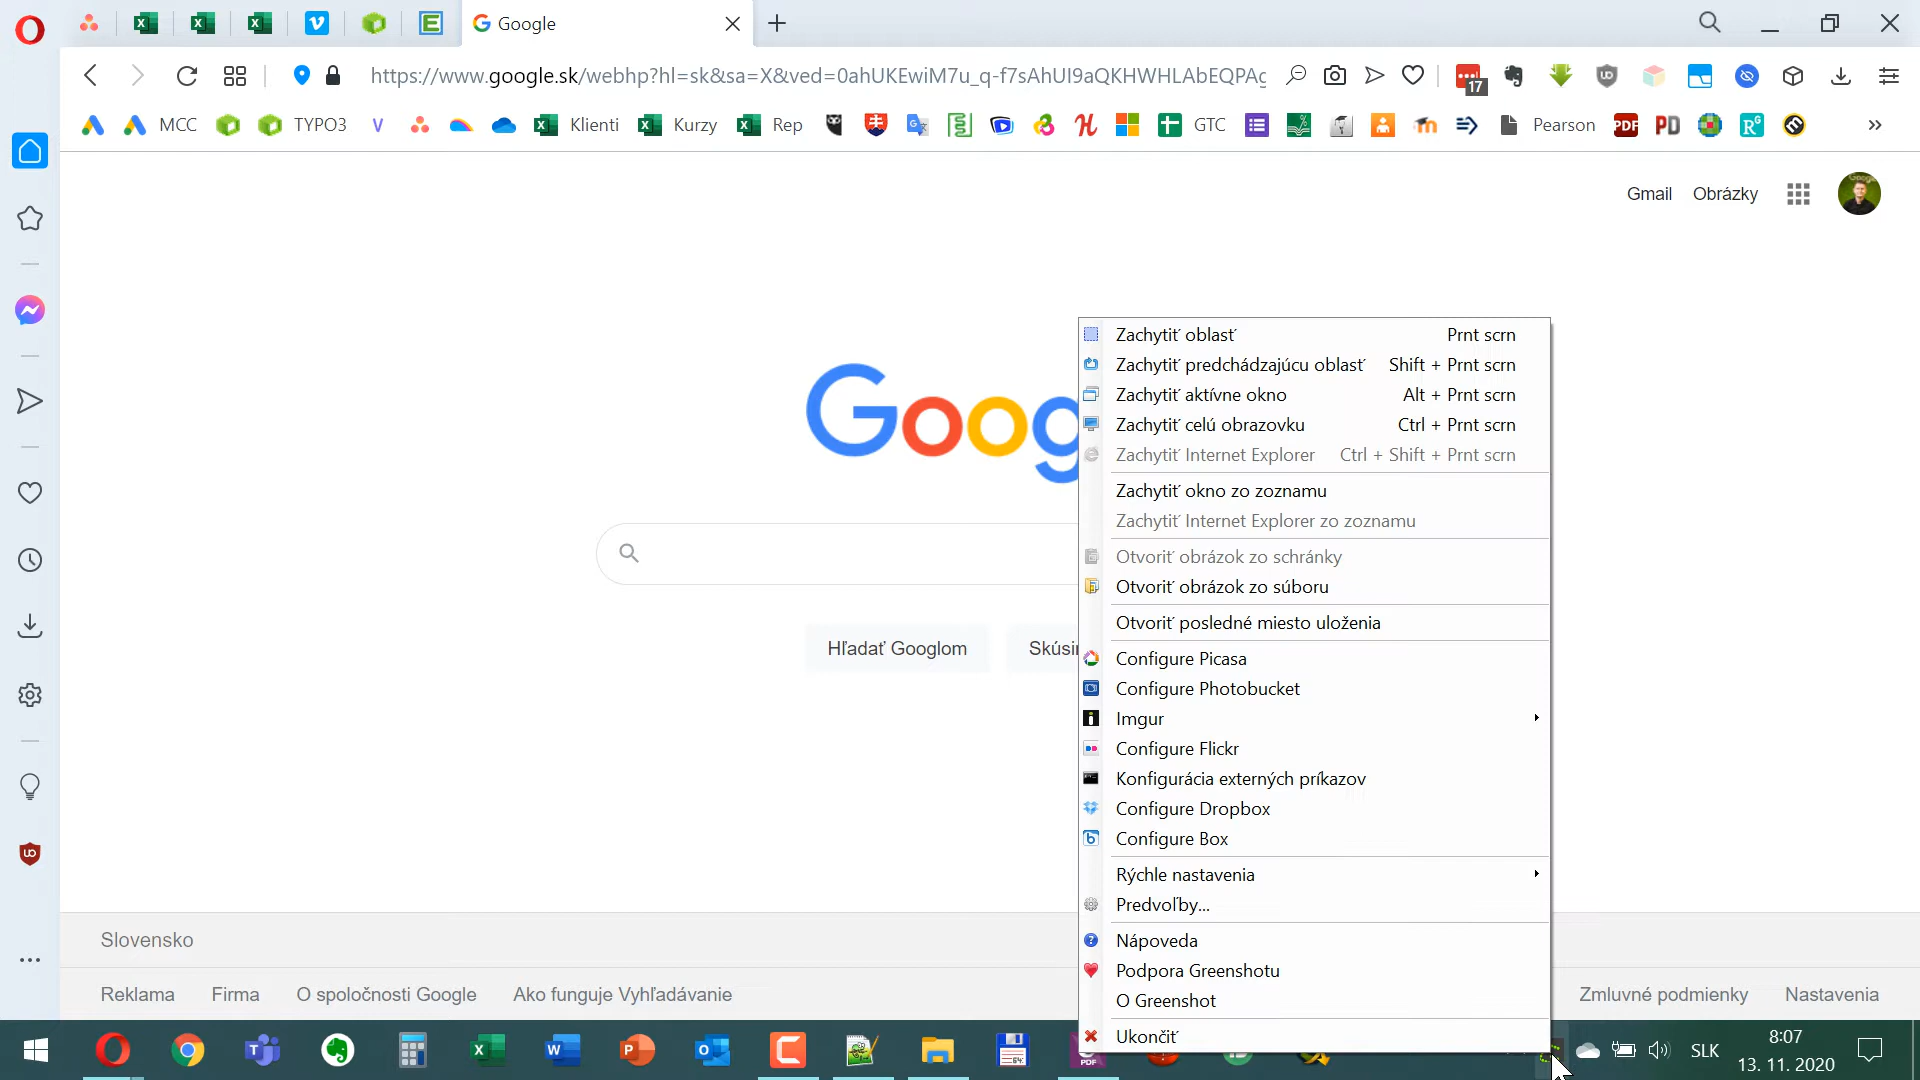 Google
https://www.google.sk/webhp?hl=sk&sa=X&ved=0ahUKEwiM7u_q-f7sAhUI9aQKHWHLAbEQPAg
17
MCC
TYPO3
Klienti
Kurzy
Rep
GTC
Pearson
Gmail
Obrázky
Goog
Hľadať Googlom
Zachytiť oblasť Prnt scrn
Zachytiť predchádzajúcu oblasť Shift + Prnt scrn
Zachytiť aktívne okno Alt + Prnt scrn
Zachytiť celú obrazovku Ctrl + Prnt scrn
Zachytiť Internet Explorer Ctrl + Shift + Prnt scrn
Zachytiť okno zo zoznamu
Zachytiť Internet Explorer zo zoznamu
Otvoriť obrázok zo schránky
Otvoriť obrázok zo súboru
Otvoriť posledné miesto uloženia
Configure Picasa
Configure Photobucket
Imgur
Configure Flickr
Konfigurácia externých príkazov
Configure Dropbox
Configure Box
Rýchle nastavenia
Predvoľby...
Nápoveda
Podpora Greenshotu
O Greenshot
Ukončiť
Slovensko
Reklama
Firma
O spoločnosti Google
Ako funguje Vyhľadávanie
Zmluvné podmienky
Nastavenia
SLK
8:07
13. 11. 2020